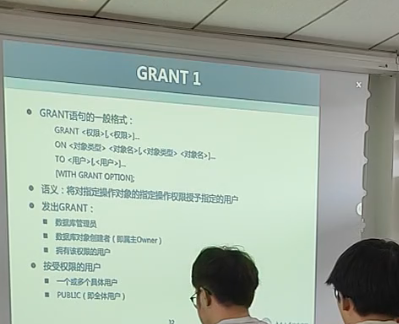 GRANT 1
GRANT语句的一般格式：
GRANT <权限>[,<权限>]...
ON <对象类型> <对象名>[,<对象类型> <对象名>]...
TO <用户>[,<用户>]...
[WITH GRANT OPTION];
语义：将对指定操作对象的指定操作权限授予指定的用户
发出GRANT：
数据库管理员
数据库对象创建者（即属主Owner）
拥有该权限的用户
接受权限的用户
一个或多个具体用户
PUBLIC（即全体用户）